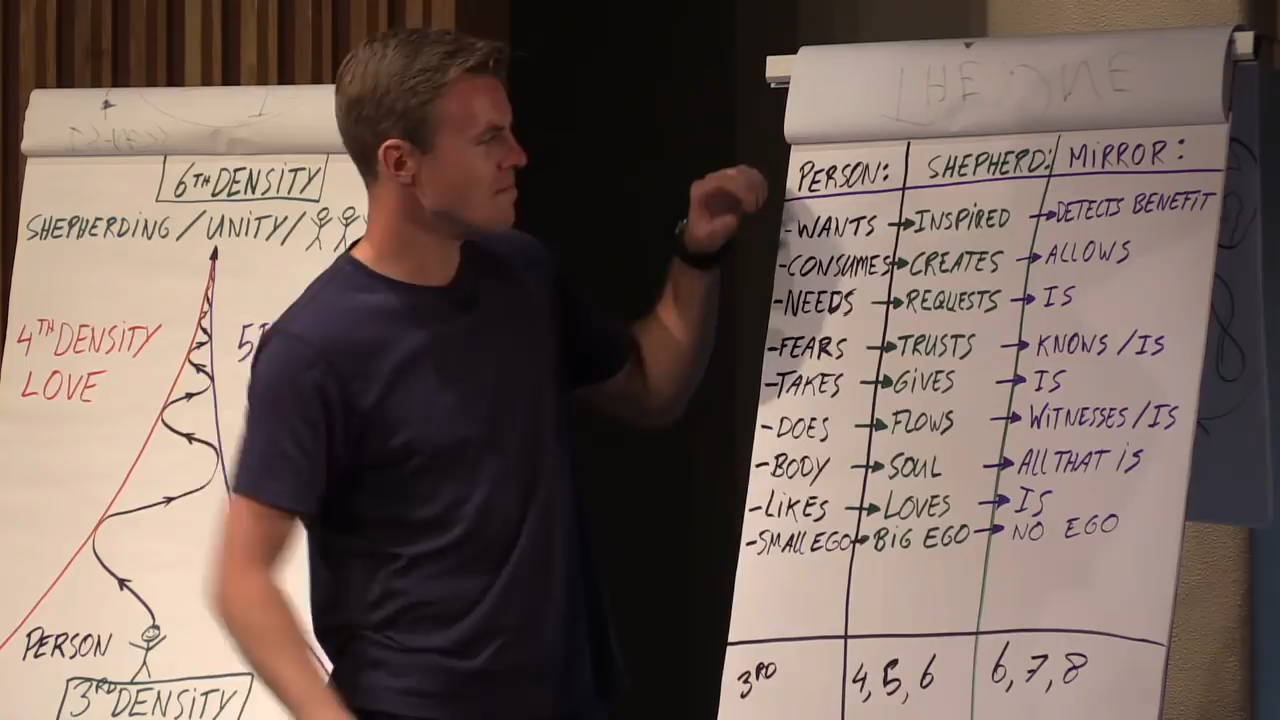 6TH DENSITY
SHEPHERDING / UNITY /
4TH DENSITY
LOVE
PERSON
3RD DENSITY
THE ONE
PERSON: SHEPHERD: MIRROR:
-WANTS → INSPIRED → DETECTS BENEFIT
-CONSUMES → CREATES → ALLOWS
-NEEDS → REQUESTS → IS
-FEARS → TRUSTS → KNOWS / IS
-TAKES → GIVES → IS
-DOES → FLOWS → WITNESSES / IS
-BODY → SOUL → ALL THAT IS
-LIKES → LOVES → IS
-SMALL EGO → BIG EGO → NO EGO
3RD 4, 5, 6 6, 7, 8